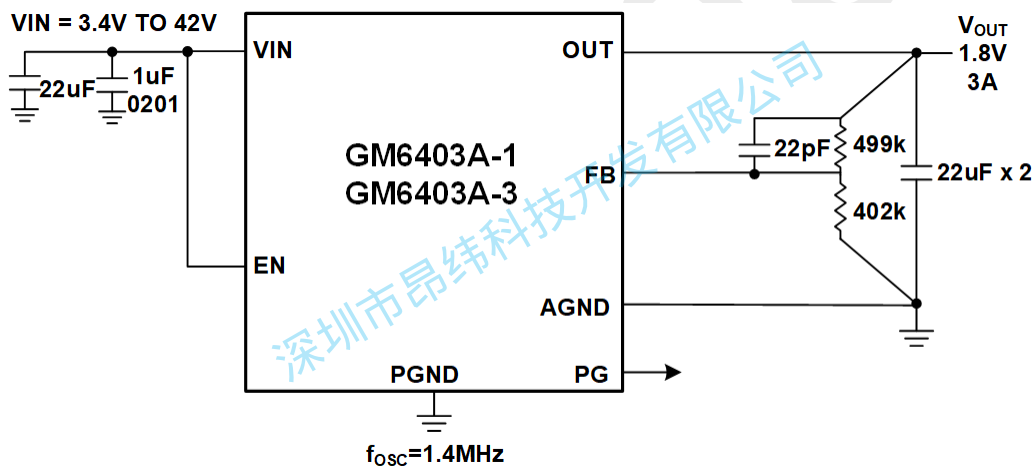 VIN = 3.4V TO 42V
VIN
OUT
VOUT
1.8V
3A
22uF
1uF
0201
GM6403A-1
GM6403A-3
22pF
499k
FB
22uF x 2
402k
EN
AGND
PGND
PG
fOSC=1.4MHz
深圳市昂纬科技开发有限公司